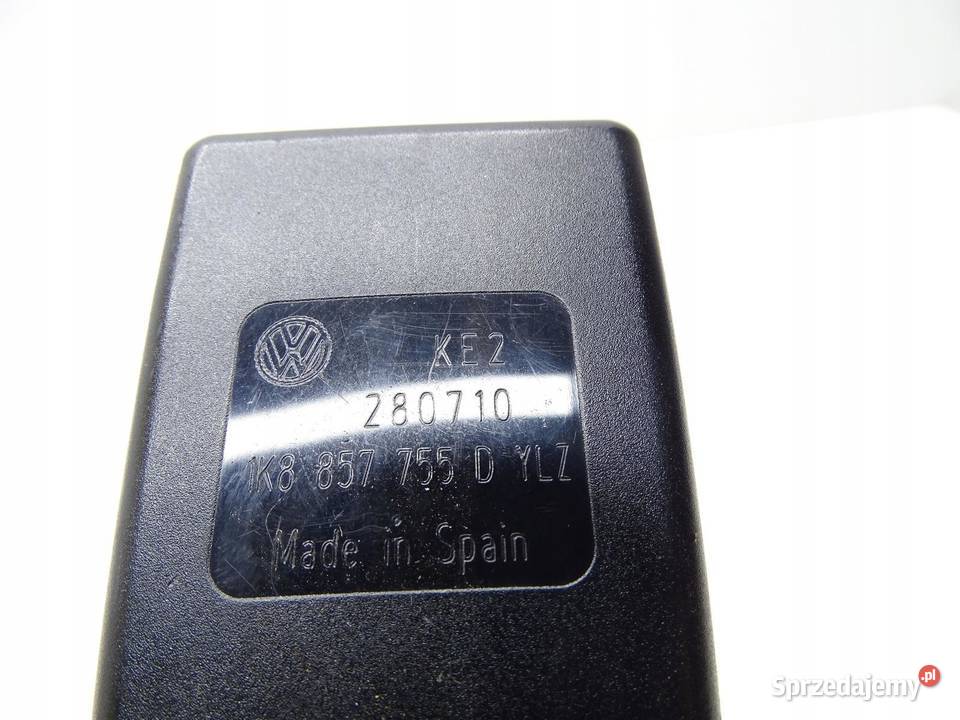 KE2
280710
1K8 857 755 D YLZ
Made in Spain
Sprzedajemy.pl